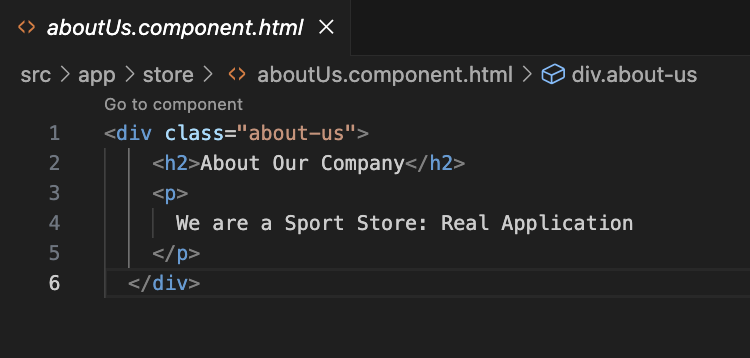 <> aboutUs.component.html ×
src > app > store > <> aboutUs.component.html > div.about-us
Go to component
1 <div class="about-us">
2 <h2>About Our Company</h2>
3 <p>
4 We are a Sport Store: Real Application
5 </p>
6 </div>